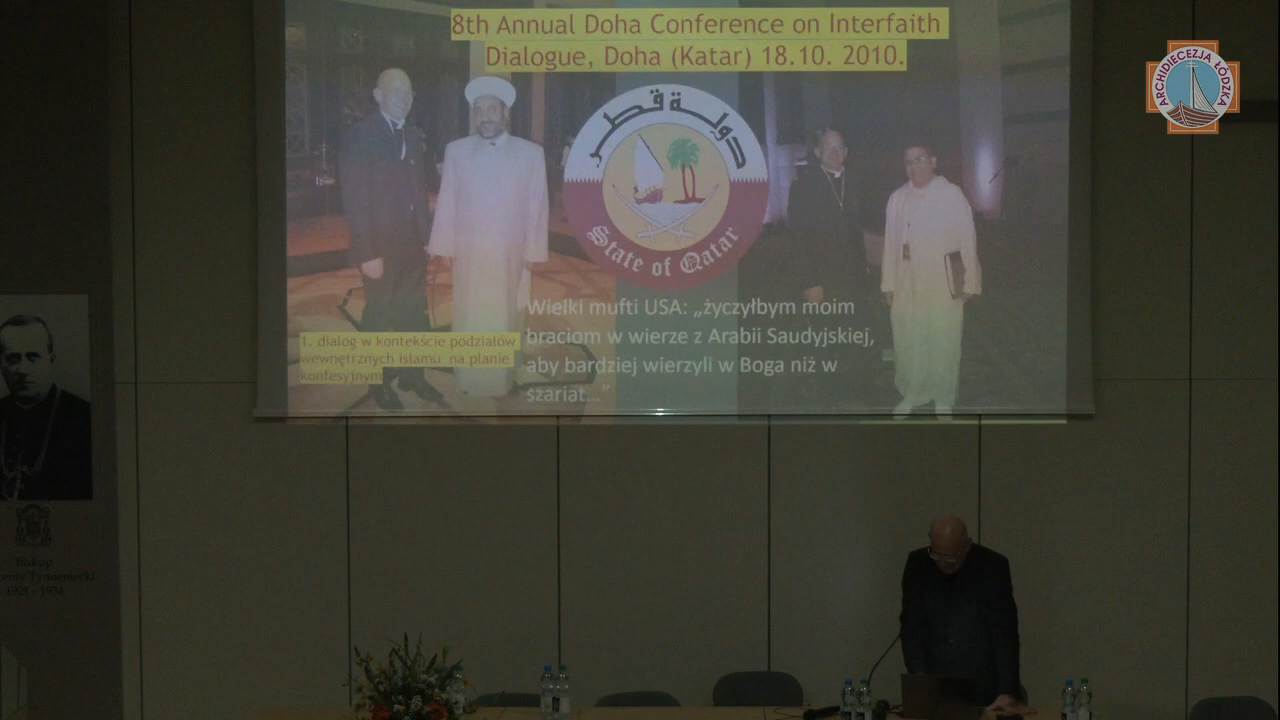 8th Annual Doha Conference on Interfaith
Dialogue, Doha (Katar) 18.10. 2010.
ARCHIDIECEZJA ŁÓDZKA
دولة قطر
State of Qatar
Wielki mufti USA: „życzyłbym moim
braciom w wierze z Arabii Saudyjskiej,
aby bardziej wierzyli w Boga niż w
szariat…”
1. dialog w kontekście podziałów
wewnętrznych islamu na planie
konfesyjnym
Biskup
Tymieniecki
1921 - 1934